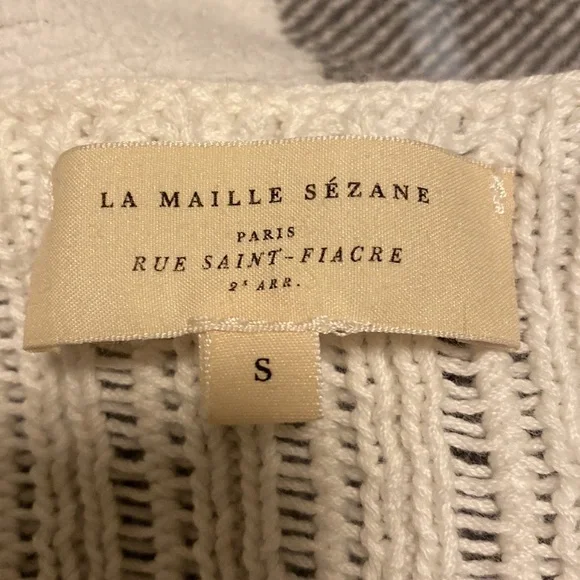 LA MAILLE SÉZANE
PARIS
RUE SAINT-FIACRE
2ᵉ ARR.
S